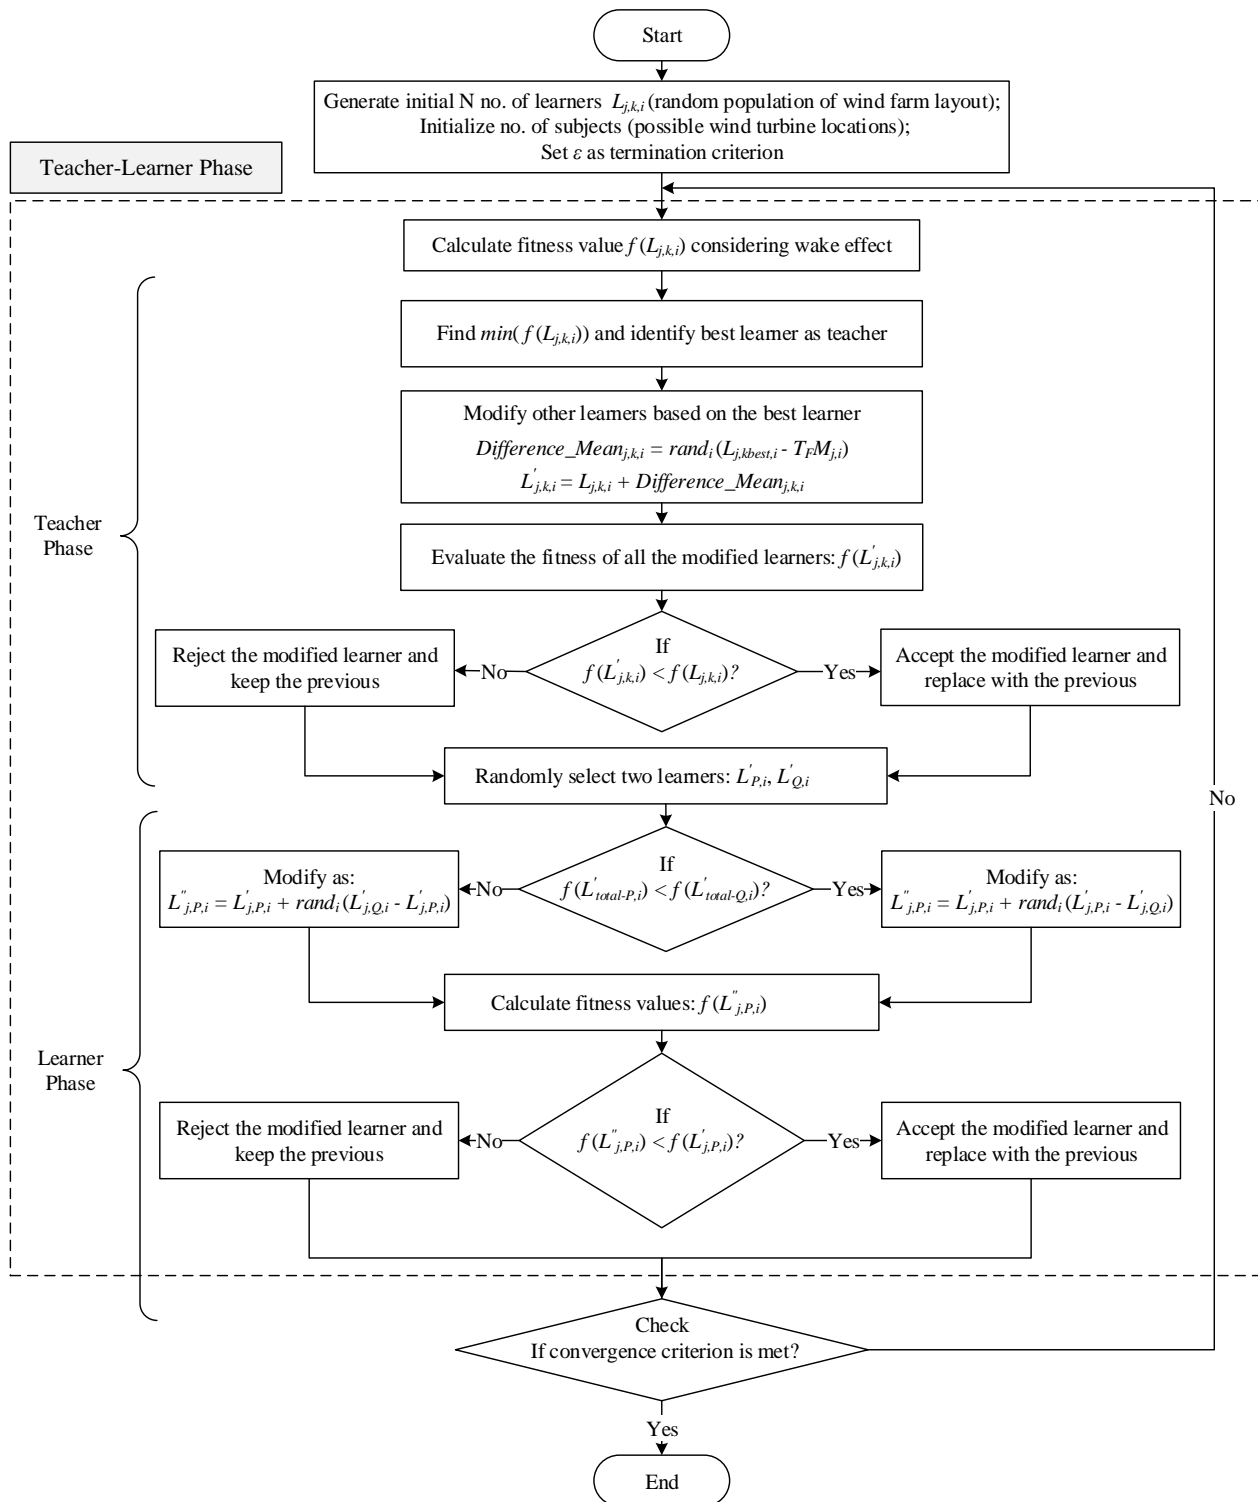 Start
Generate initial N no. of learners L_{j,k,i} (random population of wind farm layout);
Initialize no. of subjects (possible wind turbine locations);
Set ε as termination criterion
Teacher-Learner Phase
Calculate fitness value f (L_{j,k,i}) considering wake effect
Find min( f (L_{j,k,i})) and identify best learner as teacher
Modify other learners based on the best learner
Difference_Mean_{j,k,i} = rand_i (L_{j,kbest,i} - T_F M_{j,i})
L'_{j,k,i} = L_{j,k,i} + Difference_Mean_{j,k,i}
Teacher
Phase
Evaluate the fitness of all the modified learners: f (L'_{j,k,i})
If
f (L'_{j,k,i}) < f (L_{j,k,i})?
No
Yes
Reject the modified learner and
keep the previous
Accept the modified learner and
replace with the previous
Randomly select two learners: L'_{P,i}, L'_{Q,i}
No
If
f (L'_{total-P,i}) < f (L'_{total-Q,i})?
No
Yes
Modify as:
L''_{j,P,i} = L'_{j,P,i} + rand_i (L'_{j,Q,i} - L'_{j,P,i})
Modify as:
L''_{j,P,i} = L'_{j,P,i} + rand_i (L'_{j,P,i} - L'_{j,Q,i})
Calculate fitness values: f (L''_{j,P,i})
Learner
Phase
If
f (L''_{j,P,i}) < f (L'_{j,P,i})?
No
Yes
Reject the modified learner and
keep the previous
Accept the modified learner and
replace with the previous
Check
If convergence criterion is met?
Yes
End